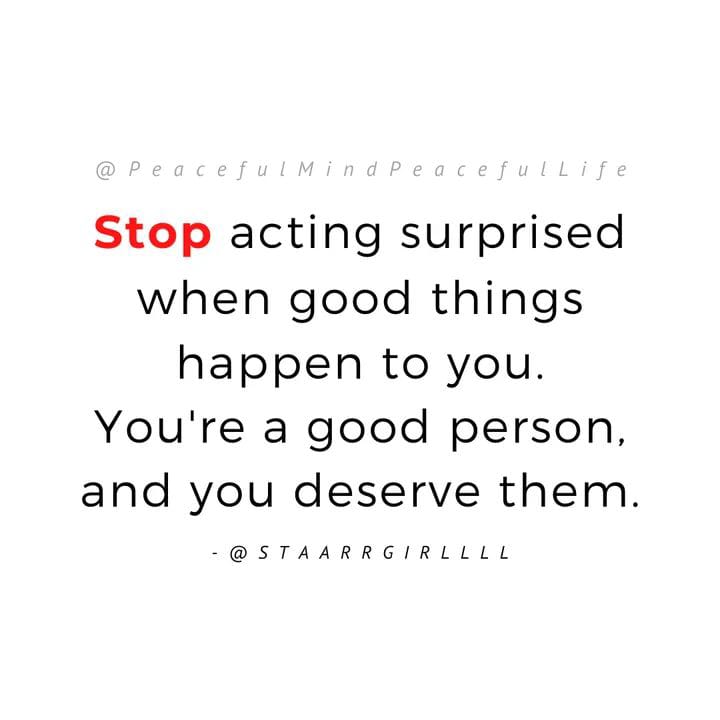 @PeacefulMindPeacefulLife
Stop acting surprised
when good things
happen to you.
You're a good person,
and you deserve them.
- @STAARRGIRLLLL